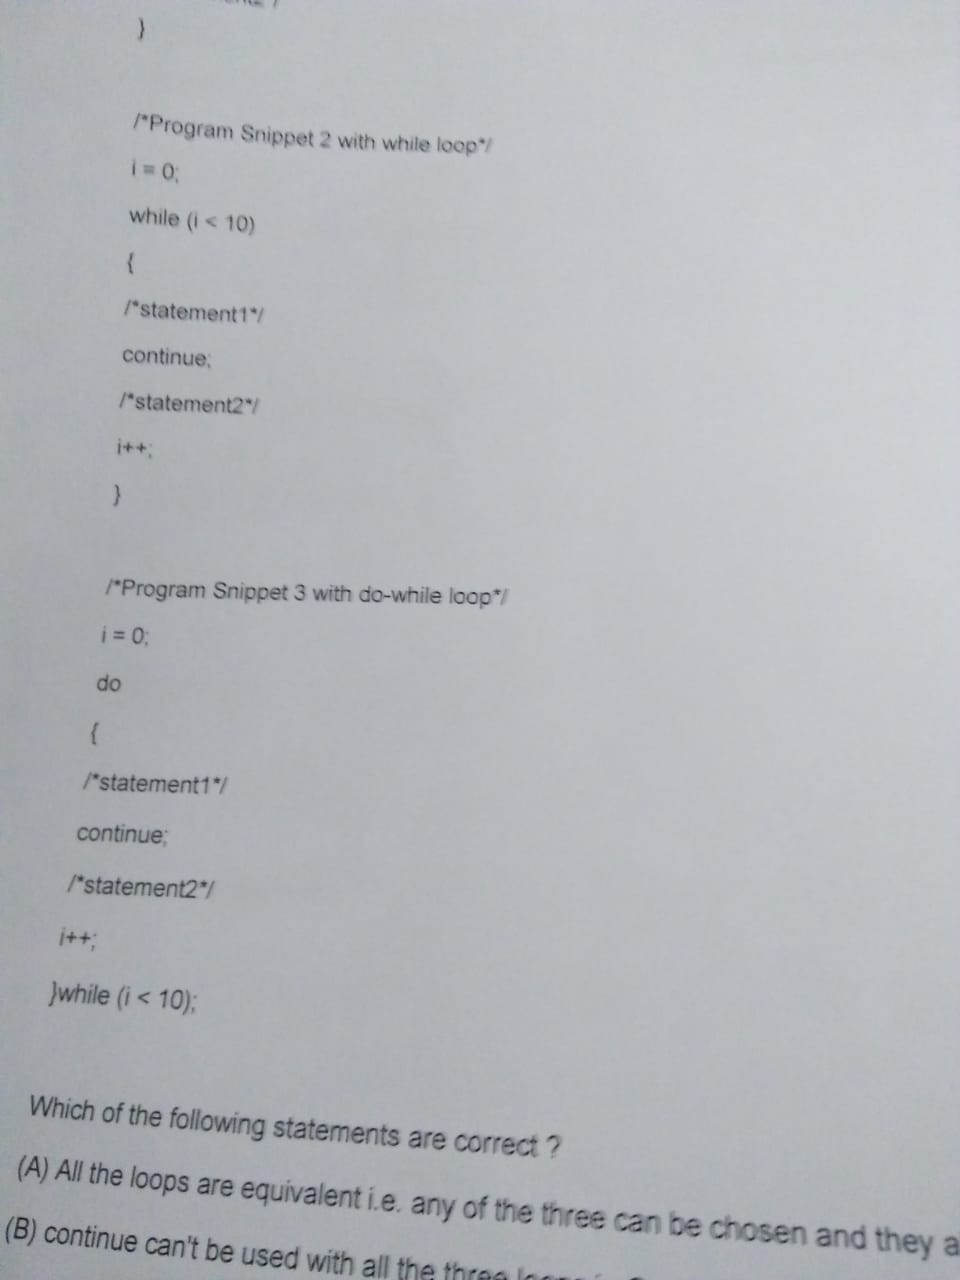 }
/*Program Snippet 2 with while loop*/
i = 0;
while (i < 10)
{
/*statement1*/
continue;
/*statement2*/
i++;
}
/*Program Snippet 3 with do-while loop*/
i = 0;
do
{
/*statement1*/
continue;
/*statement2*/
i++;
}while (i < 10);
Which of the following statements are correct ?
(A) All the loops are equivalent i.e. any of the three can be chosen and they
(B) continue can't be used with all the three